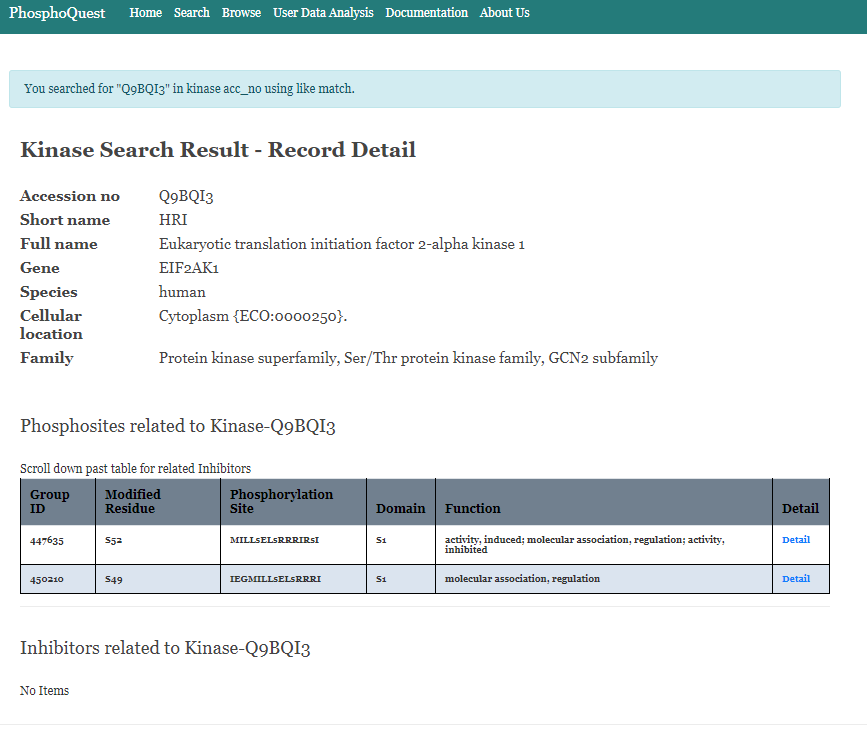 PhosphoQuest Home Search Browse User Data Analysis Documentation About Us
You searched for "Q9BQI3" in kinase acc_no using like match.
Kinase Search Result - Record Detail
Accession no Q9BQI3
Short name HRI
Full name Eukaryotic translation initiation factor 2-alpha kinase 1
Gene EIF2AK1
Species human
Cellular Cytoplasm {ECO:0000250}.
location
Family Protein kinase superfamily, Ser/Thr protein kinase family, GCN2 subfamily
Phosphosites related to Kinase-Q9BQI3
Scroll down past table for related Inhibitors
Group Modified Phosphorylation
ID Residue Site Domain Function Detail
447635 S52 MILLsELsRRRIRsI S1 activity, induced; molecular association, regulation; activity, Detail
inhibited
450210 S49 IEGMILLsELsRRRI S1 molecular association, regulation Detail
Inhibitors related to Kinase-Q9BQI3
No Items